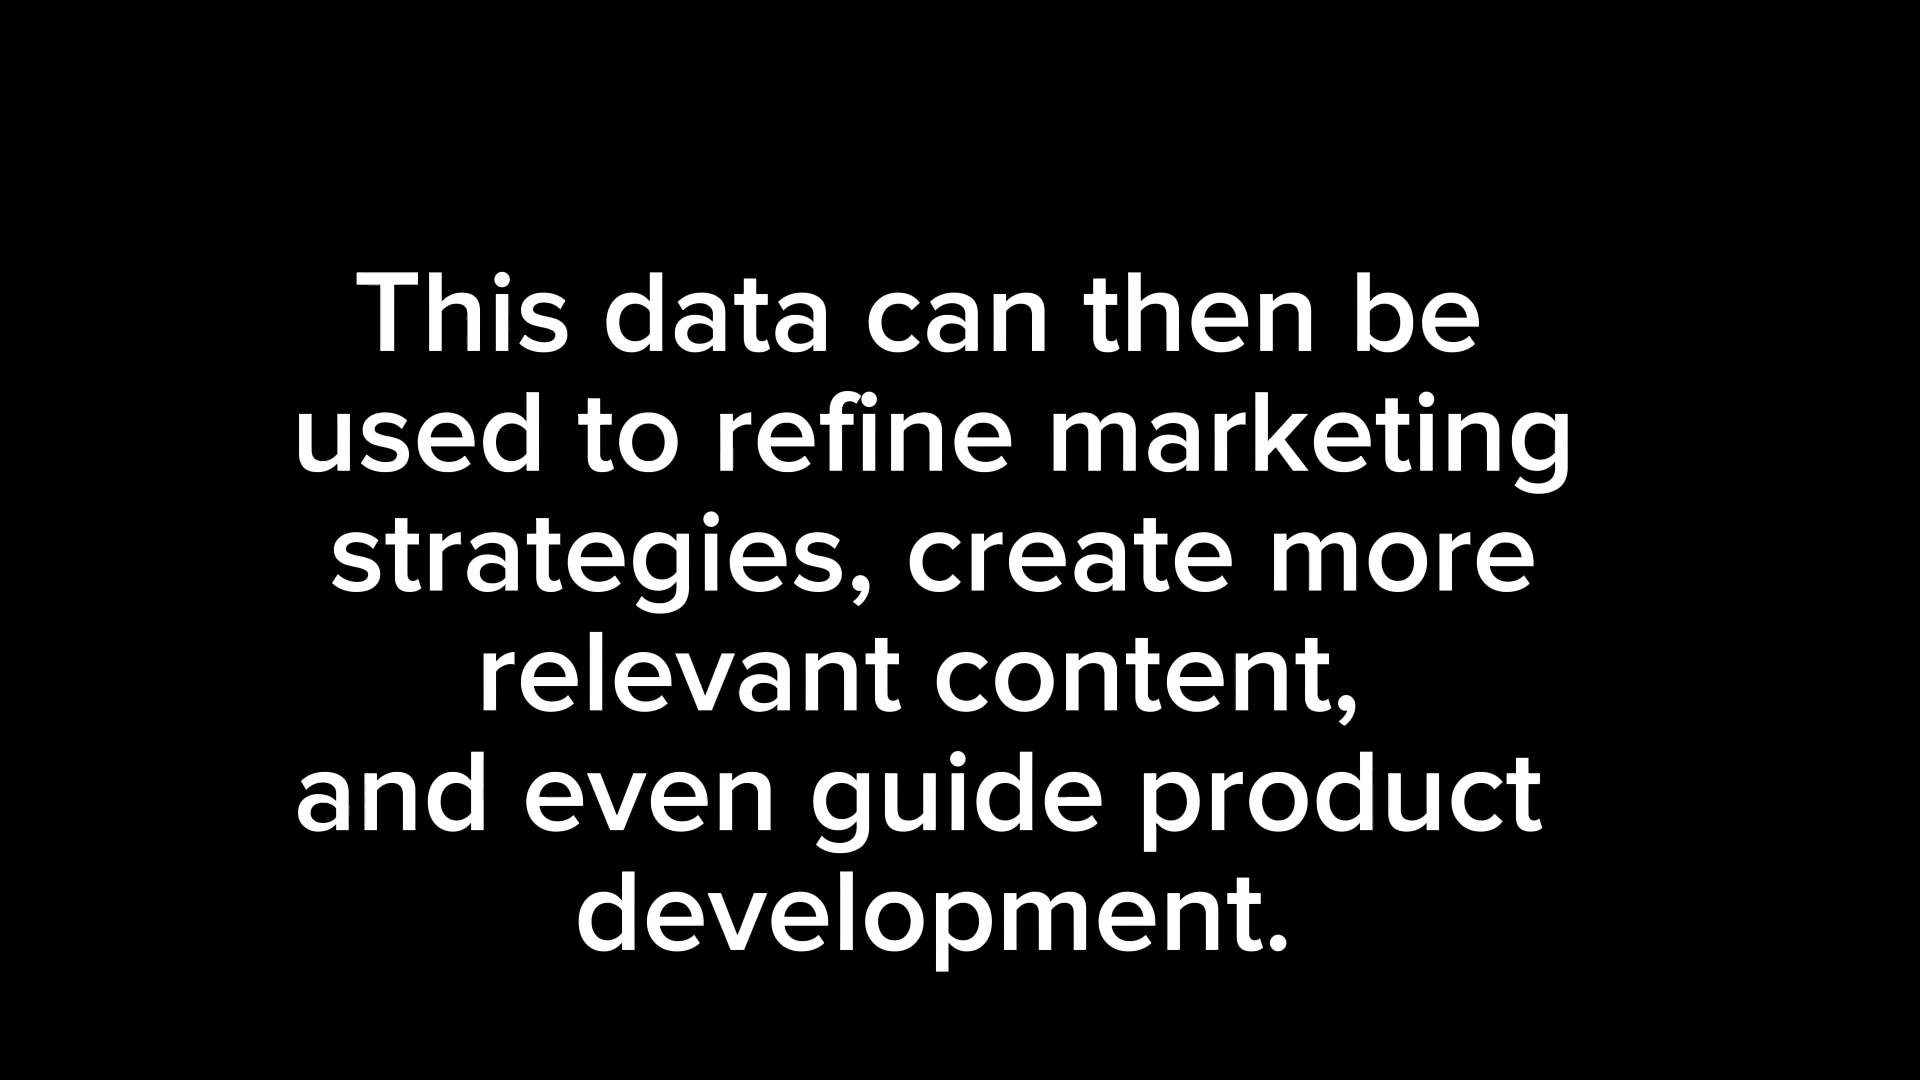 This data can then be
used to refine marketing
strategies, create more
relevant content,
and even guide product
development.